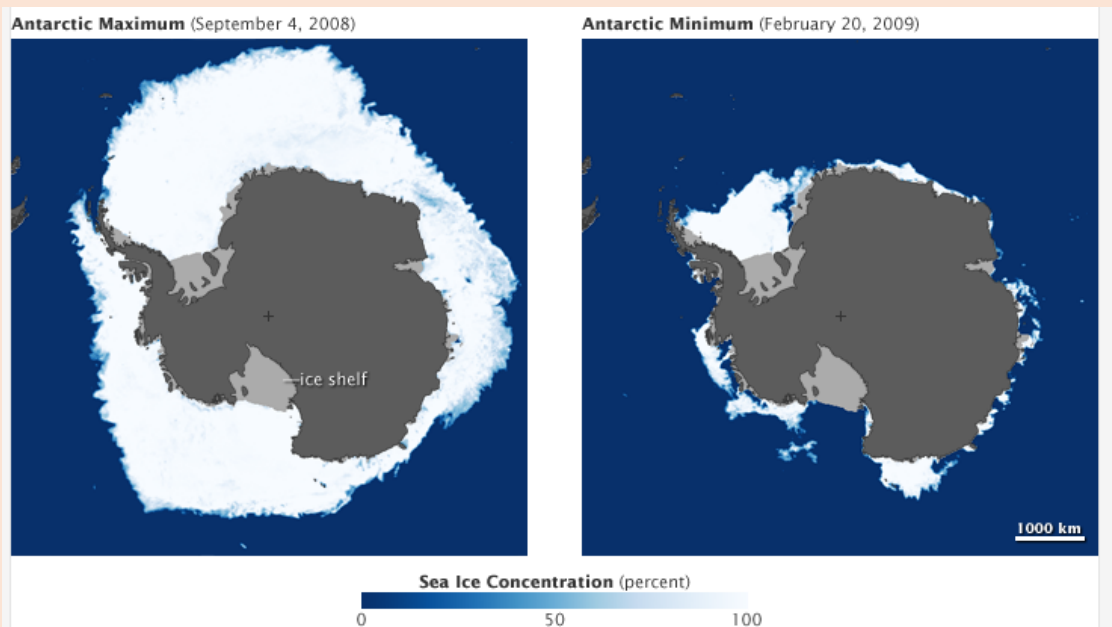 Antarctic Maximum (September 4, 2008)
Antarctic Minimum (February 20, 2009)
ice shelf
1000 km
Sea Ice Concentration (percent)
0 50 100